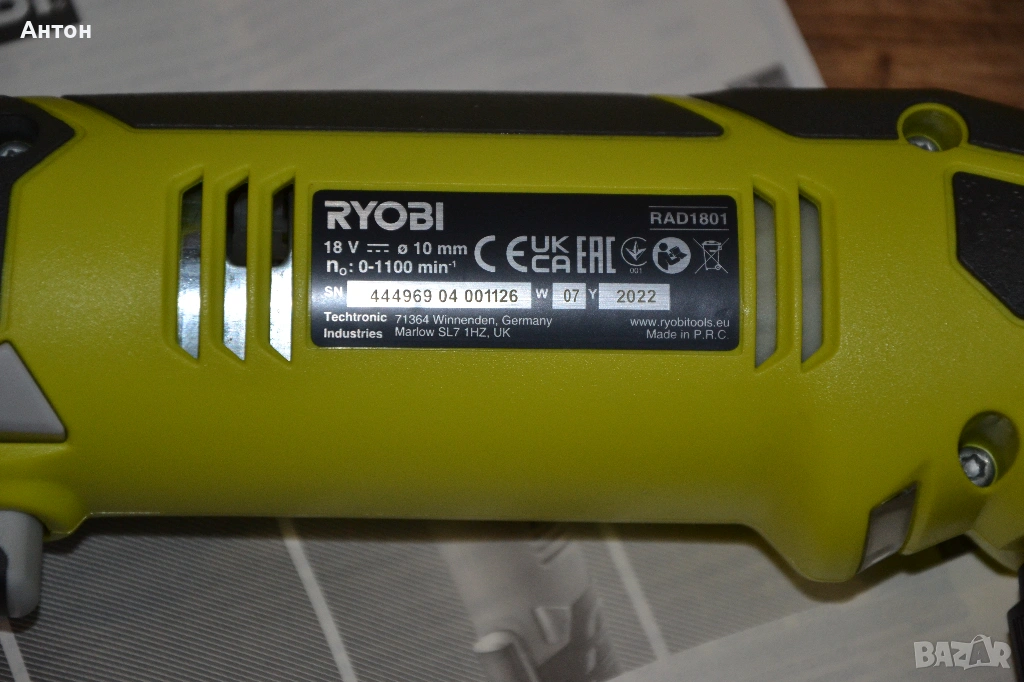 Антон
RYOBI
RAD1801
18 V ⎓ ø 10 mm
n₀: 0-1100 min⁻¹
CE UK CA EAC 001
SN 444969 04 001126 W 07 Y 2022
Techtronic Industries
71364 Winnenden, Germany
Marlow SL7 1HZ, UK
www.ryobitools.eu
Made in P.R.C.
BAZAR